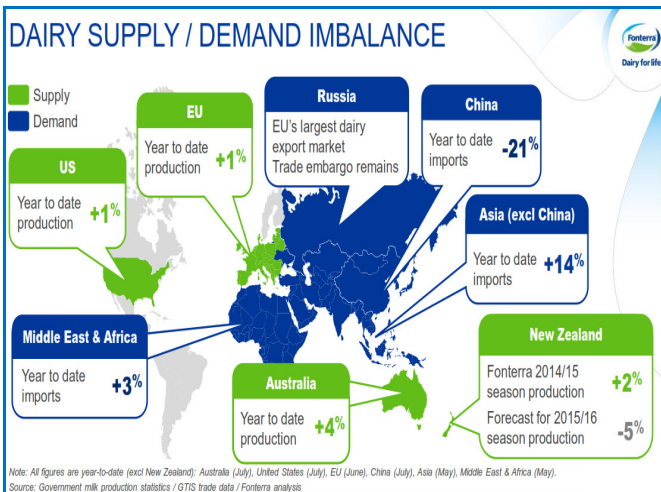 DAIRY SUPPLY / DEMAND IMBALANCE
Fonterra
Dairy for life
Supply
Demand
EU
Year to date
production
+1%
Russia
EU's largest dairy
export market
Trade embargo remains
China
Year to date
imports
-21%
US
Year to date
production
+1%
Asia (excl China)
Year to date
imports
+14%
Middle East & Africa
Year to date
imports
+3%
Australia
Year to date
production
+4%
New Zealand
Fonterra 2014/15
season production
+2%
Forecast for 2015/16
season production
-5%
Note: All figures are year-to-date (excl New Zealand): Australia (July), United States (July), EU (June), China (July), Asia (May), Middle East & Africa (May).
Source: Government milk production statistics / GTIS trade data / Fonterra analysis